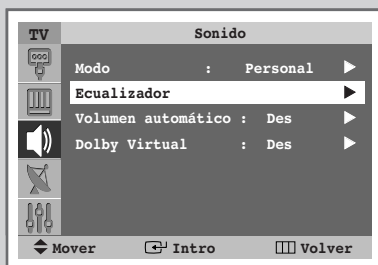 TV Sonido
Modo : Personal
Ecualizador
Volumen automático : Des
Dolby Virtual : Des
Mover Intro Volver